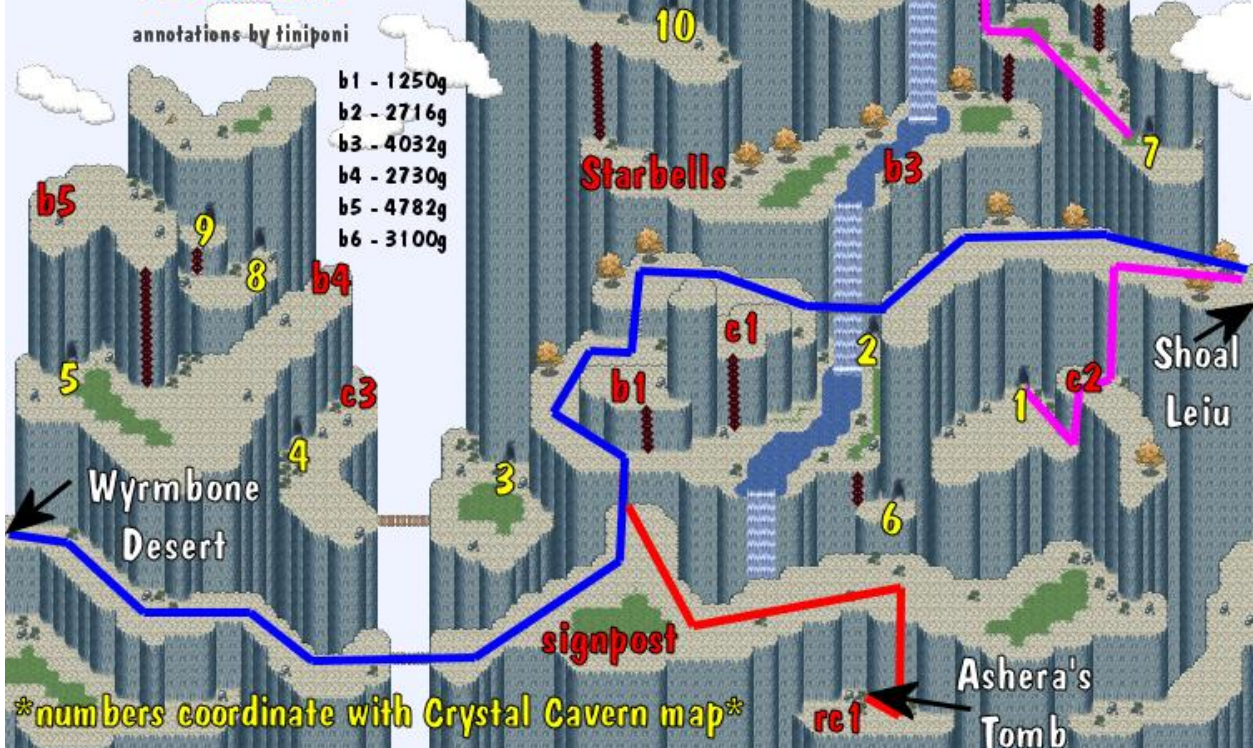 annotations by tiniponi
b1 - 1250g
b2 - 2716g
b3 - 4032g
b4 - 2730g
b5 - 4782g
b6 - 3100g
10
7
Starbells
b3
b5
9
8
b4
c1
2
Shoal
Leiu
5
c3
b1
1
c2
4
3
Wyrmbone
Desert
6
signpost
Ashera's
Tomb
rc1
*numbers coordinate with Crystal Cavern map*